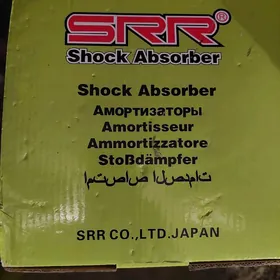 SRR®
Shock Absorber
Shock Absorber
Амортизаторы
Amortisseur
Ammortizzatore
Stoßdämpfer
امتصاص الصدمات
SRR CO.,LTD.JAPAN